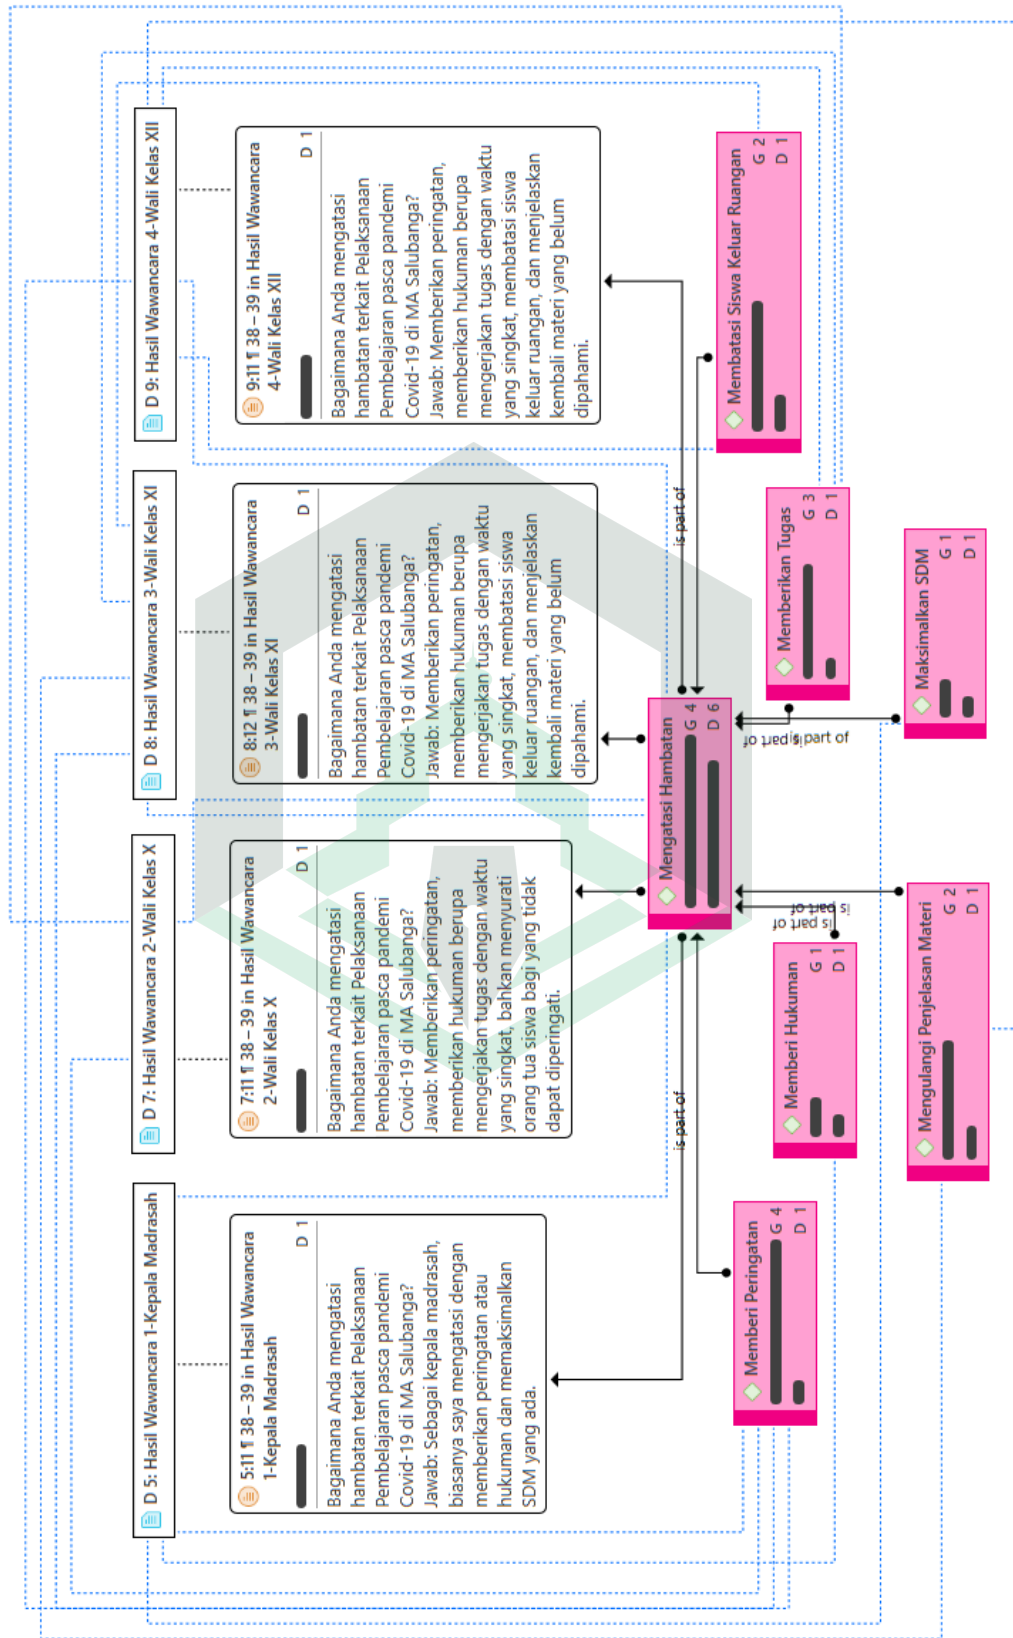 D 5: Hasil Wawancara 1-Kepala Madrasah
D 7: Hasil Wawancara 2-Wali Kelas X
D 8: Hasil Wawancara 3-Wali Kelas XI
D 9: Hasil Wawancara 4-Wali Kelas XII
5:11 ¶ 38 – 39 in Hasil Wawancara
1-Kepala Madrasah
D 1
Bagaimana Anda mengatasi
hambatan terkait Pelaksanaan
Pembelajaran pasca pandemi
Covid-19 di MA Salubanga?
Jawab: Sebagai kepala madrasah,
biasanya saya mengatasi dengan
memberikan peringatan atau
hukuman dan memaksimalkan
SDM yang ada.
7:11 ¶ 38 – 39 in Hasil Wawancara
2-Wali Kelas X
D 1
Bagaimana Anda mengatasi
hambatan terkait Pelaksanaan
Pembelajaran pasca pandemi
Covid-19 di MA Salubanga?
Jawab: Memberikan peringatan,
memberikan hukuman berupa
mengerjakan tugas dengan waktu
yang singkat, bahkan menyurati
orang tua siswa bagi yang tidak
dapat diperingati.
8:12 ¶ 38 – 39 in Hasil Wawancara
3-Wali Kelas XI
D 1
Bagaimana Anda mengatasi
hambatan terkait Pelaksanaan
Pembelajaran pasca pandemi
Covid-19 di MA Salubanga?
Jawab: Memberikan peringatan,
memberikan hukuman berupa
mengerjakan tugas dengan waktu
yang singkat, membatasi siswa
keluar ruangan, dan menjelaskan
kembali materi yang belum
dipahami.
9:11 ¶ 38 – 39 in Hasil Wawancara
4-Wali Kelas XII
D 1
Bagaimana Anda mengatasi
hambatan terkait Pelaksanaan
Pembelajaran pasca pandemi
Covid-19 di MA Salubanga?
Jawab: Memberikan peringatan,
memberikan hukuman berupa
mengerjakan tugas dengan waktu
yang singkat, membatasi siswa
keluar ruangan, dan menjelaskan
kembali materi yang belum
dipahami.
is part of
is part of
Mengatasi Hambatan
G 4
D 6
is part of
is part of
is part of
is part of
Memberi Peringatan
G 4
D 1
Memberi Hukuman
G 1
D 1
Memberikan Tugas
G 3
D 1
Membatasi Siswa Keluar Ruangan
G 2
D 1
Mengulangi Penjelasan Materi
G 2
D 1
Maksimalkan SDM
G 1
D 1